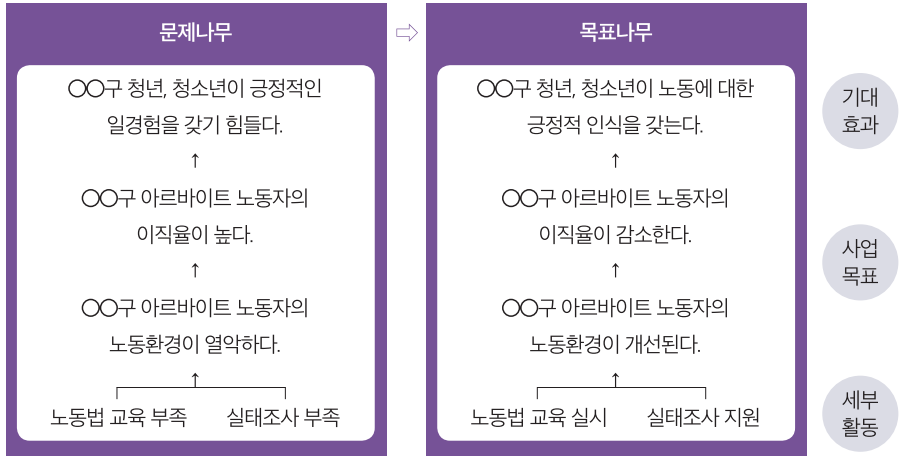 문제나무
○○구 청년, 청소년이 긍정적인
일경험을 갖기 힘들다.
↑
○○구 아르바이트 노동자의
이직율이 높다.
↑
○○구 아르바이트 노동자의
노동환경이 열악하다.
↑
노동법 교육 부족 실태조사 부족
⇨
목표나무
○○구 청년, 청소년이 노동에 대한
긍정적 인식을 갖는다.
↑
○○구 아르바이트 노동자의
이직율이 감소한다.
↑
○○구 아르바이트 노동자의
노동환경이 개선된다.
↑
노동법 교육 실시 실태조사 지원
기대
효과
사업
목표
세부
활동